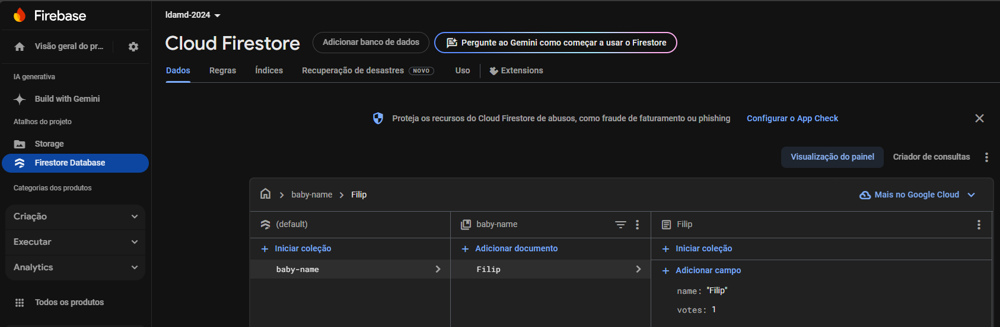 Firebase
Visão geral do pr...
IA generativa
Build with Gemini
Atalhos do projeto
Storage
Firestore Database
Categorias dos produtos
Criação
Executar
Analytics
Todos os produtos
ldamd-2024
Cloud Firestore
Adicionar banco de dados
Pergunte ao Gemini como começar a usar o Firestore
Dados Regras Índices Recuperação de desastres NOVO Uso Extensions
Proteja os recursos do Cloud Firestore de abusos, como fraude de faturamento ou phishing Configurar o App Check
Visualização do painel Criador de consultas
baby-name Filip
Mais no Google Cloud
(default)
Iniciar coleção
baby-name
baby-name
Adicionar documento
Filip
Filip
Iniciar coleção
Adicionar campo
name: "Filip"
votes: 1